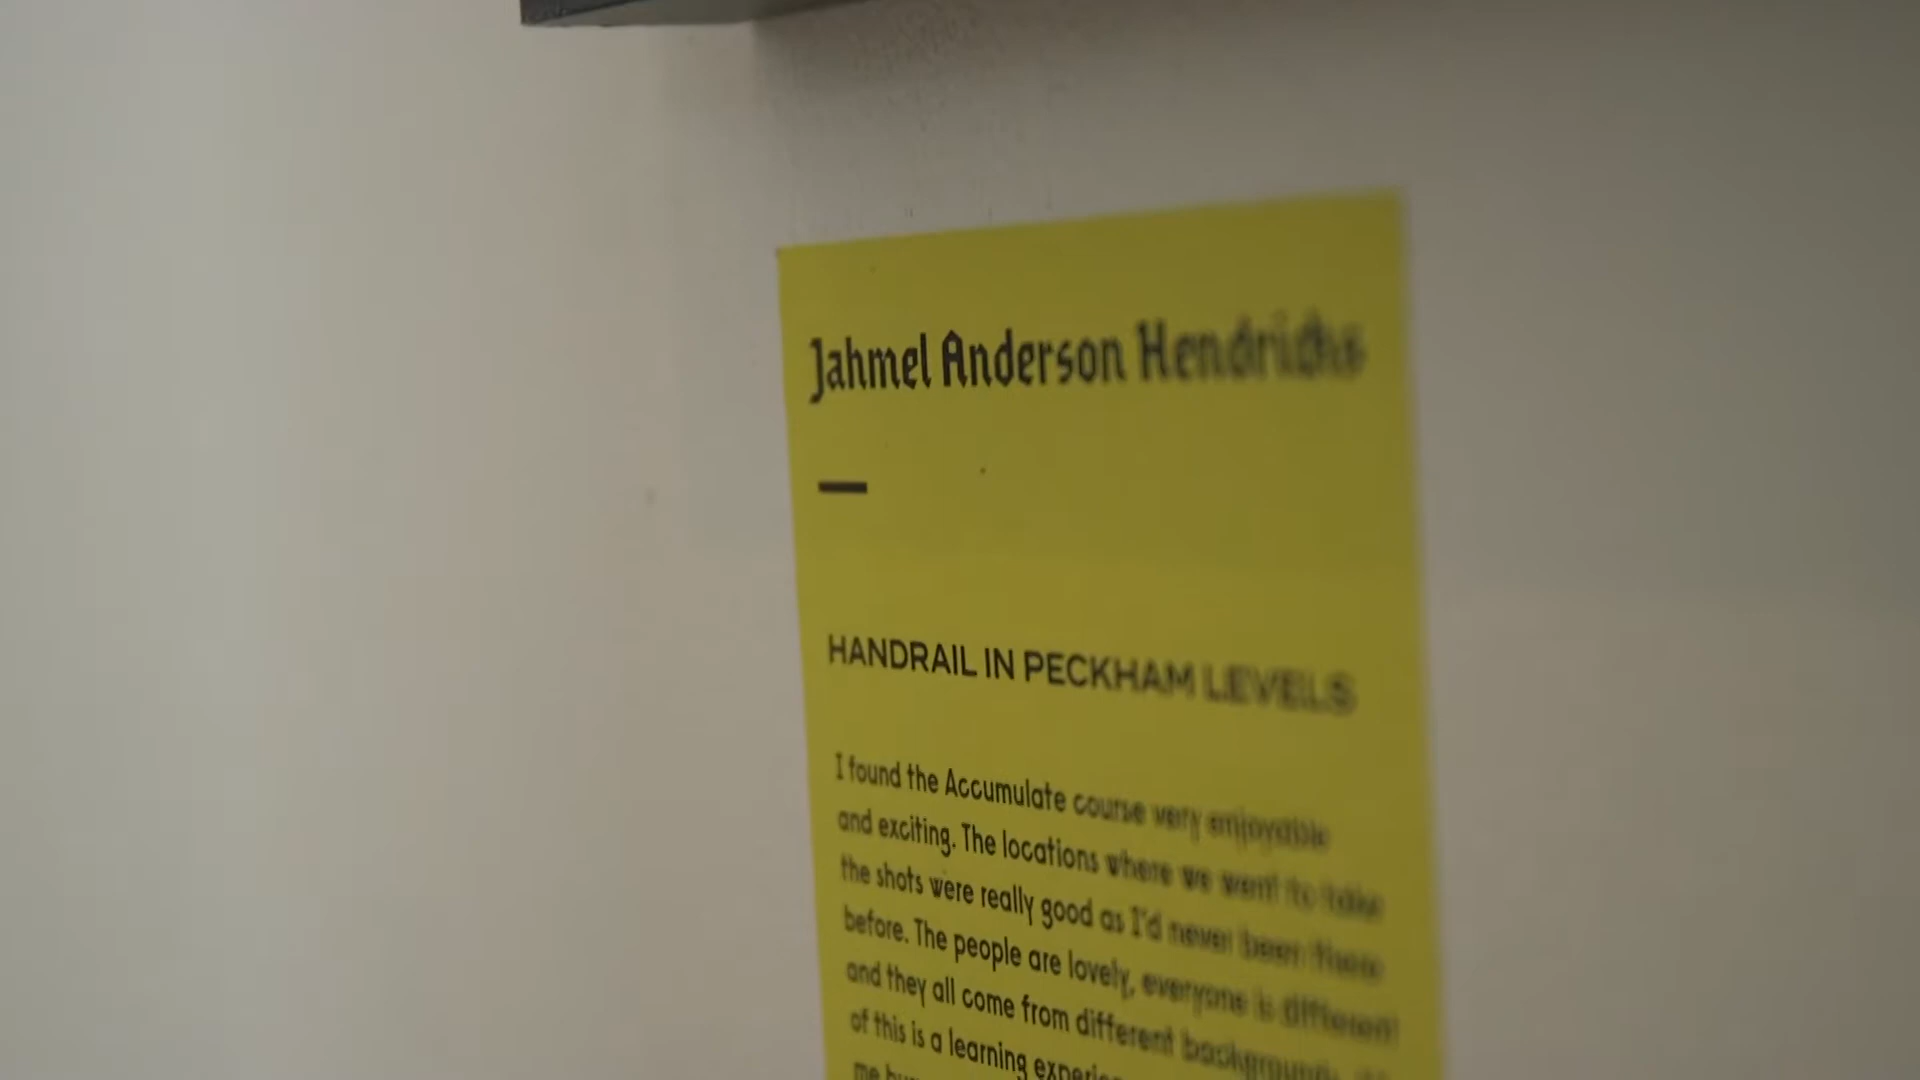 Jahmel Anderson Hendricks
HANDRAIL IN PECKHAM LEVELS
I found the Accumulate course very enjoyable
and exciting. The locations where we went to take
the shots were really good as I'd never been there
before. The people are lovely, everyone is different
and they all come from different backgrounds.
of this is a learning
me